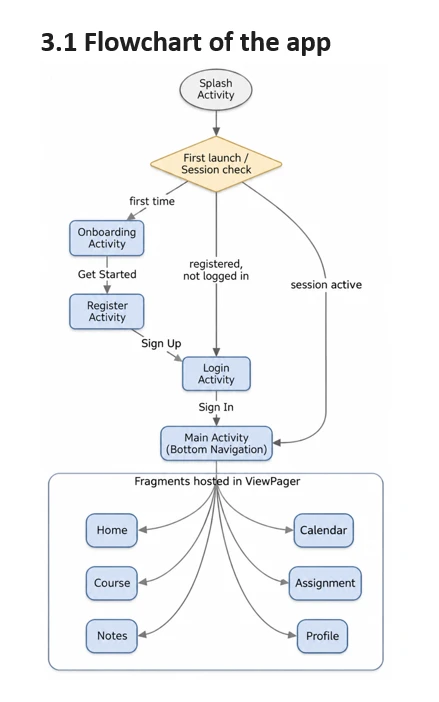 3.1 Flowchart of the app
Splash
Activity
First launch /
Session check
first time
Onboarding
Activity
Get Started
registered,
not logged in
session active
Register
Activity
Sign Up
Login
Activity
Sign In
Main Activity
(Bottom Navigation)
Fragments hosted in ViewPager
Home
Calendar
Course
Assignment
Notes
Profile